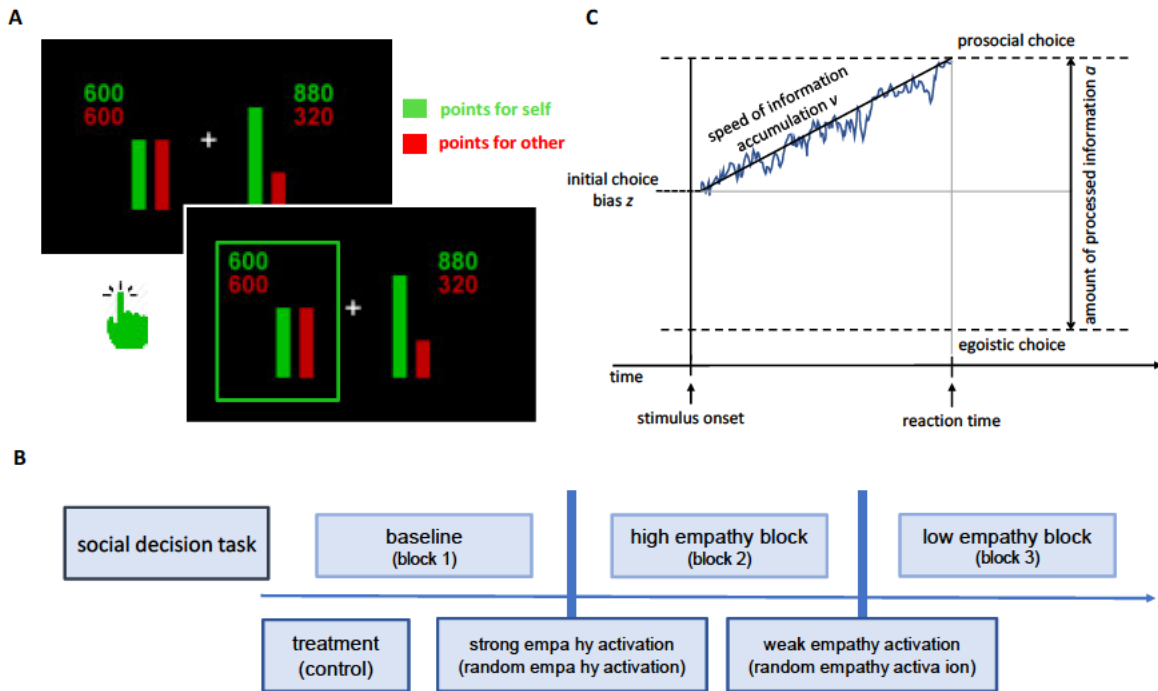 A
600
600
880
320
points for self
points for other
600
600
880
320
C
prosocial choice
speed of information
accumulation v
initial choice
bias z
amount of processed information a
egoistic choice
time
stimulus onset
reaction time
B
social decision task
baseline
(block 1)
high empathy block
(block 2)
low empathy block
(block 3)
treatment
(control)
strong empa hy activation
(random empa hy activation)
weak empathy activation
(random empathy activa ion)